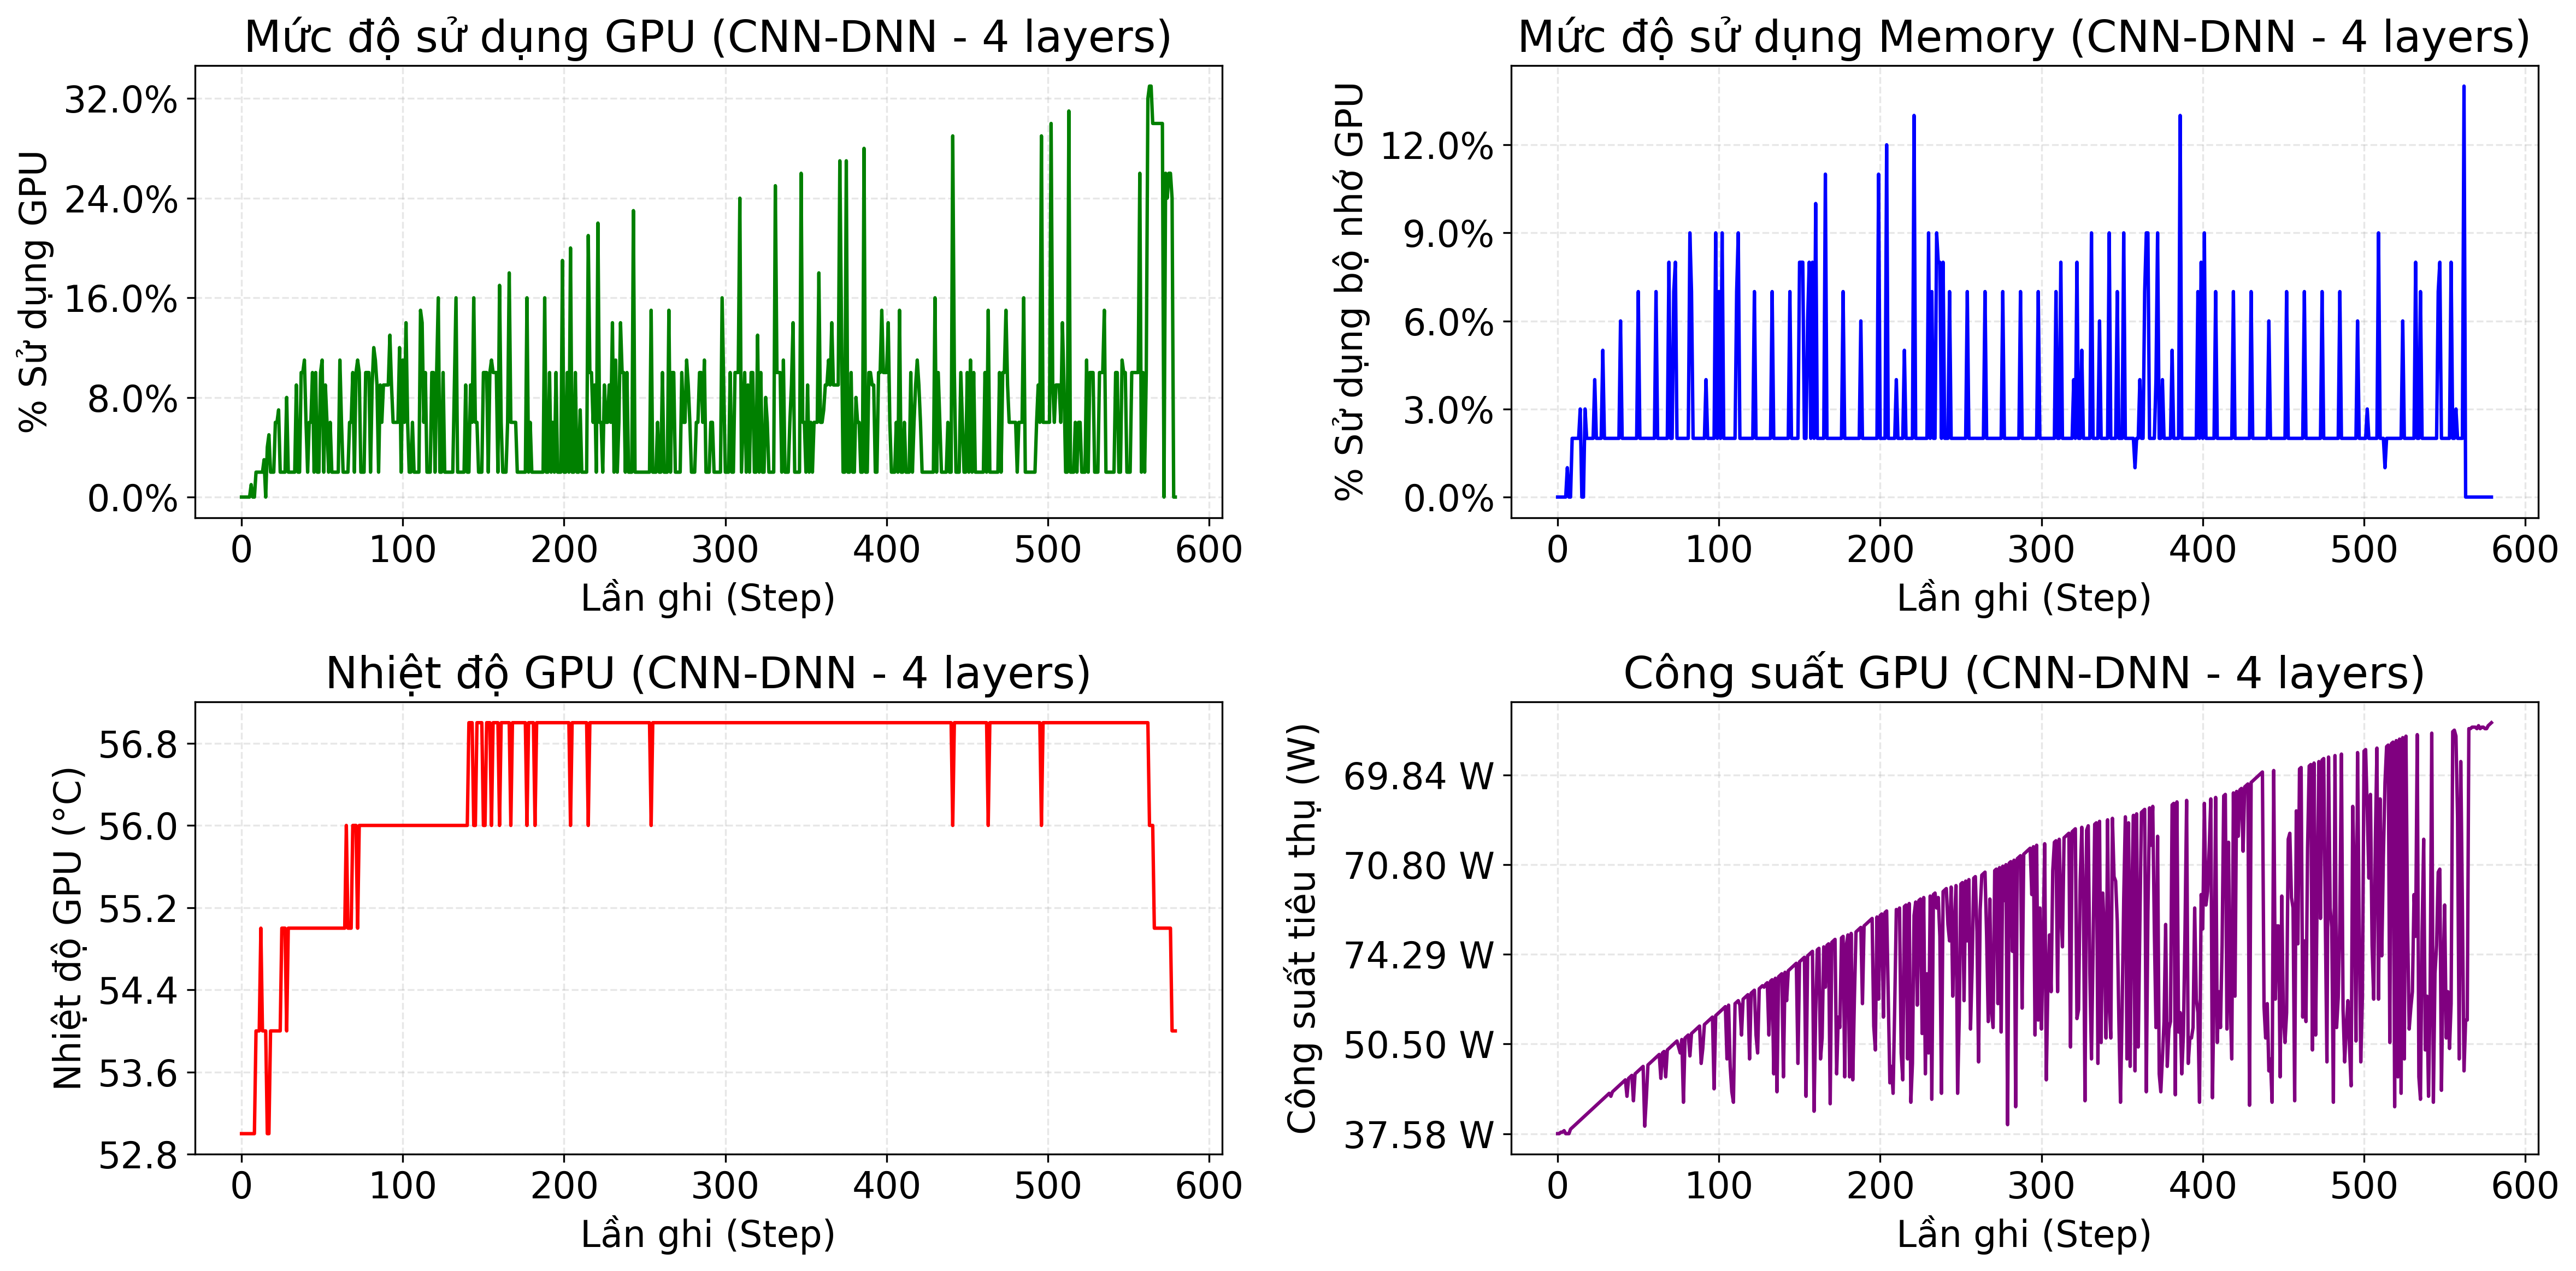 Mức độ sử dụng GPU (CNN-DNN - 4 layers)
% Sử dụng GPU
32.0%
24.0%
16.0%
8.0%
0.0%
0 100 200 300 400 500 600
Lần ghi (Step)
Mức độ sử dụng Memory (CNN-DNN - 4 layers)
% Sử dụng bộ nhớ GPU
12.0%
9.0%
6.0%
3.0%
0.0%
0 100 200 300 400 500 600
Lần ghi (Step)
Nhiệt độ GPU (CNN-DNN - 4 layers)
Nhiệt độ GPU (°C)
56.8
56.0
55.2
54.4
53.6
52.8
0 100 200 300 400 500 600
Lần ghi (Step)
Công suất GPU (CNN-DNN - 4 layers)
Công suất tiêu thụ (W)
69.84 W
70.80 W
74.29 W
50.50 W
37.58 W
0 100 200 300 400 500 600
Lần ghi (Step)